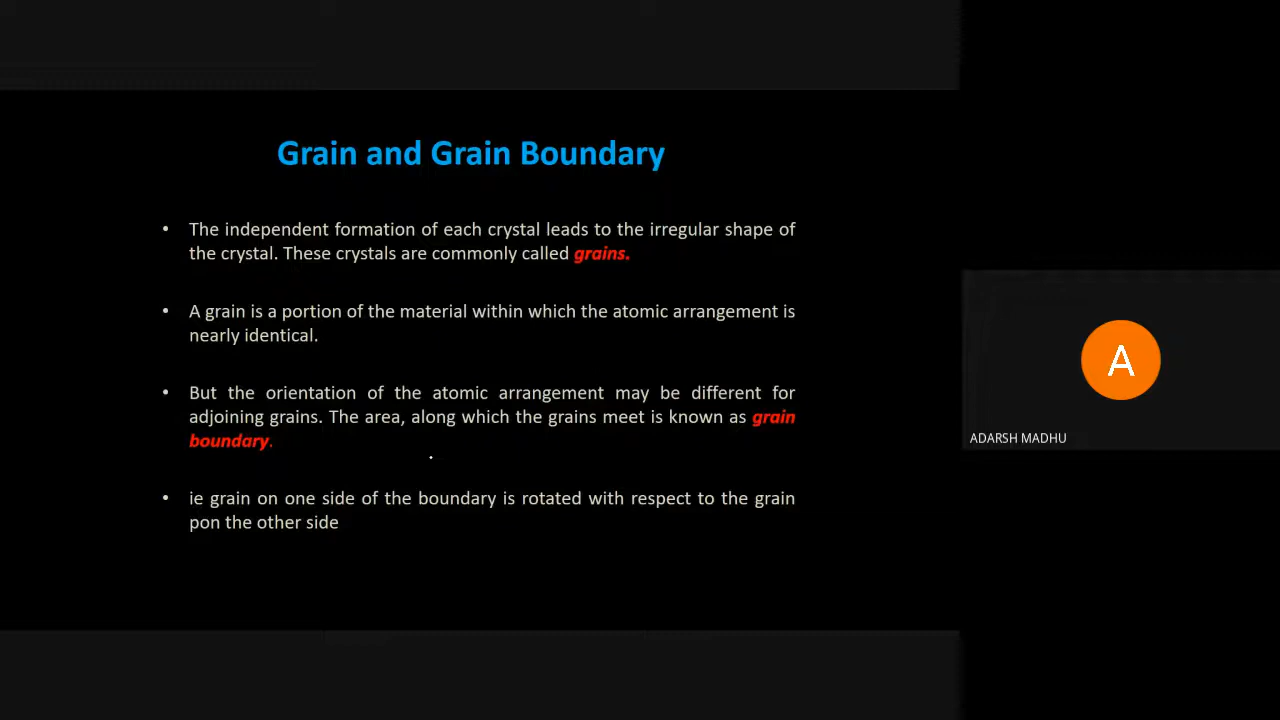 Grain and Grain Boundary
• The independent formation of each crystal leads to the irregular shape of
the crystal. These crystals are commonly called grains.
• A grain is a portion of the material within which the atomic arrangement is
nearly identical.
• But the orientation of the atomic arrangement may be different for
adjoining grains. The area, along which the grains meet is known as grain
boundary.
• ie grain on one side of the boundary is rotated with respect to the grain
pon the other side
A
ADARSH MADHU